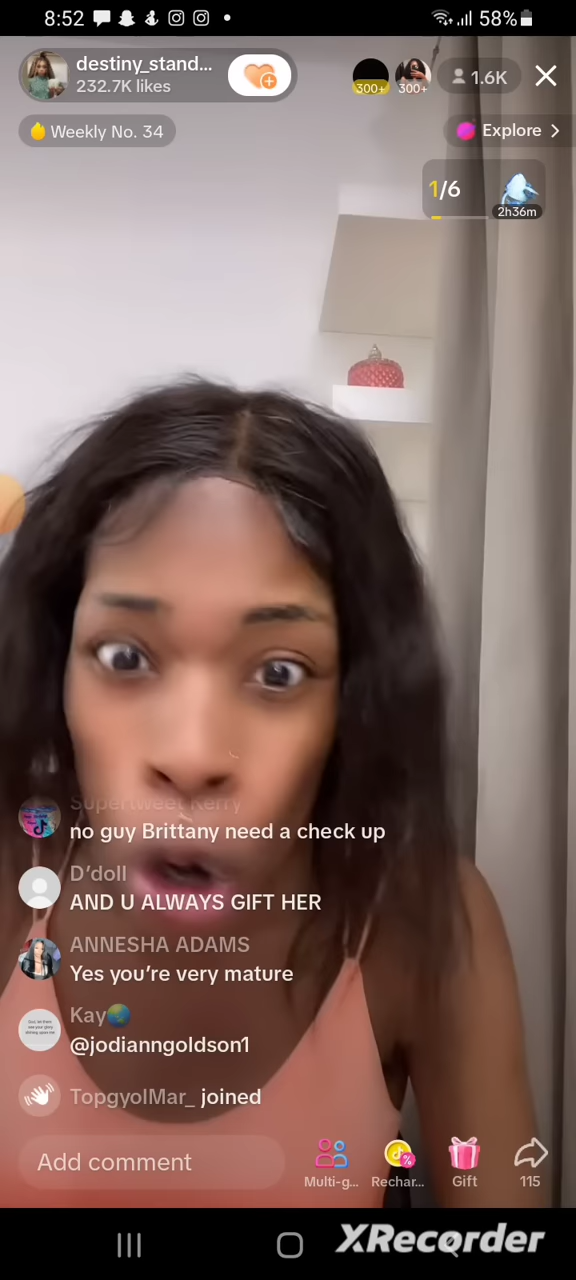 8:52
58%
destiny_stand...
232.7K likes
300+
300+
1.6K
Weekly No. 34
Explore
1/6
2h36m
Supertweet Kerry
no guy Brittany need a check up
D'doll
AND U ALWAYS GIFT HER
ANNESHA ADAMS
Yes you're very mature
Kay🌏
@jodianngoldson1
TopgyolMar_ joined
Add comment
Multi-g...
Rechar...
Gift
115
XRecorder